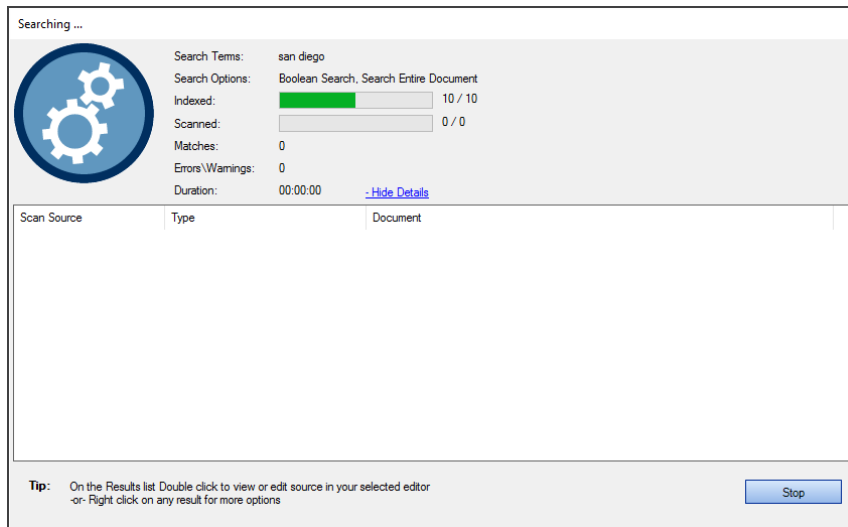 Searching ...
Search Terms: san diego
Search Options: Boolean Search, Search Entire Document
Indexed: 10 / 10
Scanned: 0 / 0
Matches: 0
Errors\Warnings: 0
Duration: 00:00:00 - Hide Details
Scan Source Type Document
Tip: On the Results list Double click to view or edit source in your selected editor
-or- Right click on any result for more options
Stop